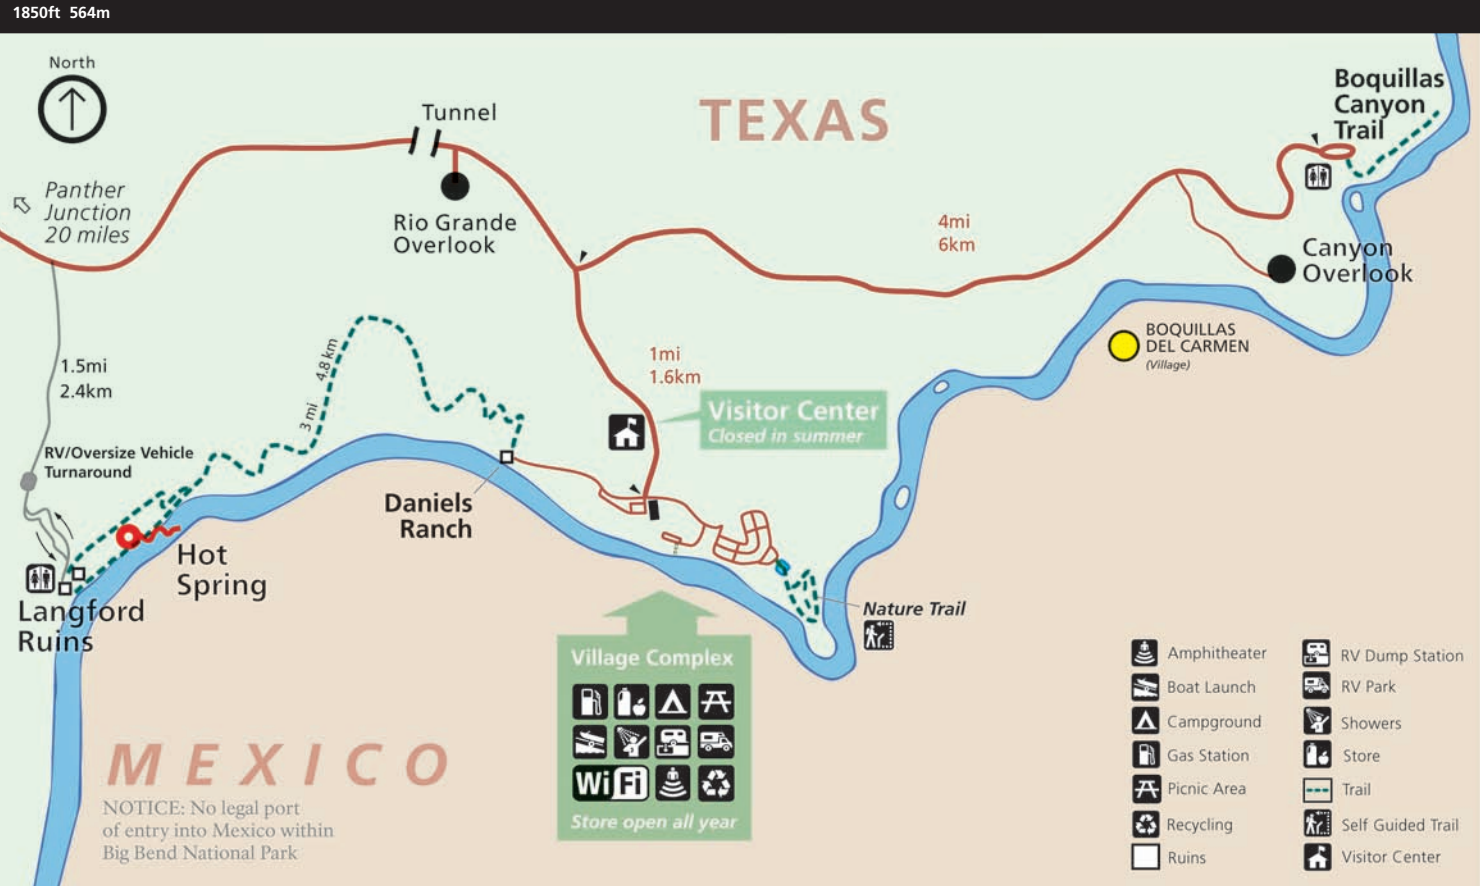 1850ft 564m
North
Tunnel
TEXAS
Boquillas
Canyon
Trail
Panther
Junction
20 miles
Rio Grande
Overlook
4mi
6km
Canyon
Overlook
BOQUILLAS
DEL CARMEN
(Village)
1.5mi
2.4km
4.8 km
3 mi
1mi
1.6km
Visitor Center
Closed in summer
RV/Oversize Vehicle
Turnaround
Daniels
Ranch
Hot
Spring
Langford
Ruins
Nature Trail
Village Complex
WiFi
Store open all year
MEXICO
NOTICE: No legal port
of entry into Mexico within
Big Bend National Park
Amphitheater
Boat Launch
Campground
Gas Station
Picnic Area
Recycling
Ruins
RV Dump Station
RV Park
Showers
Store
Trail
Self Guided Trail
Visitor Center